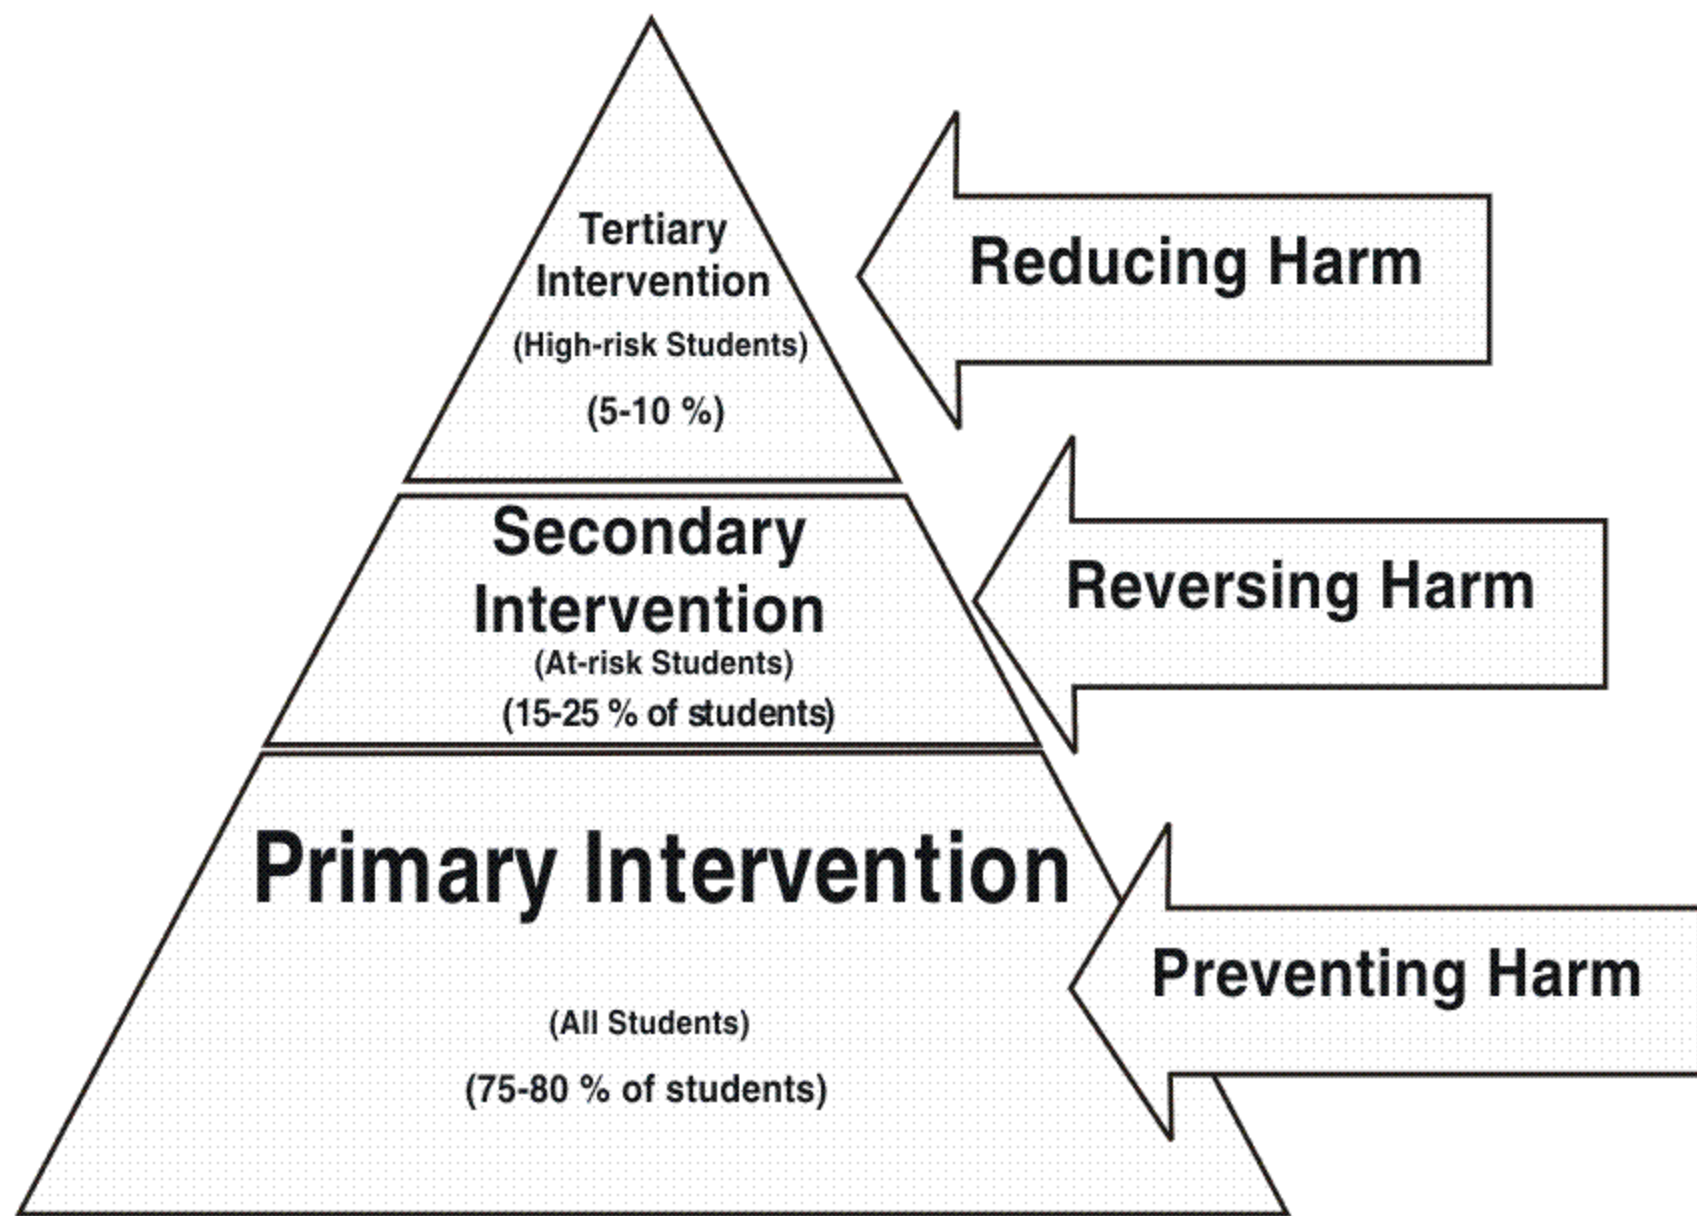 Tertiary
Intervention
(High-risk Students)
(5-10 %)
Reducing Harm
Secondary
Intervention
(At-risk Students)
(15-25 % of students)
Reversing Harm
Primary Intervention
(All Students)
(75-80 % of students)
Preventing Harm